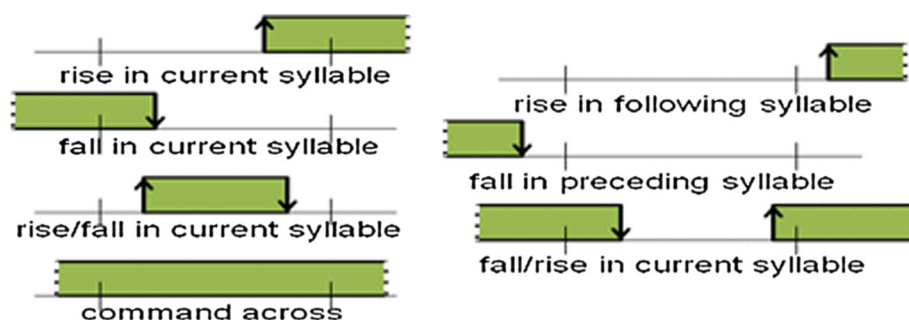 rise in current syllable
fall in current syllable
rise/fall in current syllable
command across
rise in following syllable
fall in preceding syllable
fall/rise in current syllable